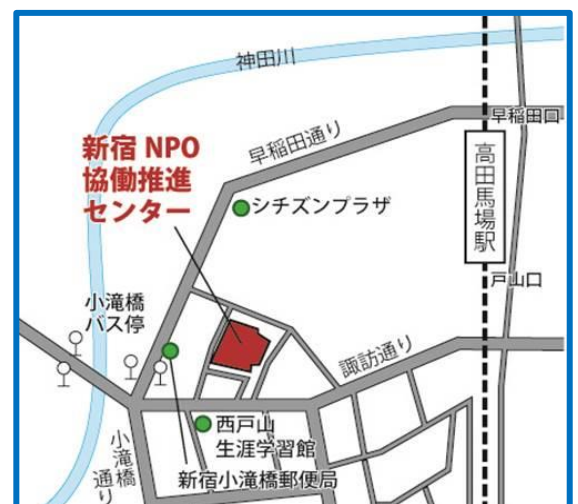 神田川
早稲田口
早稲田通り
新宿 NPO
協働推進
センター
高田馬場駅
シチズンプラザ
戸山口
小滝橋
バス停
諏訪通り
西戸山
生涯学習館
小滝橋
通り
新宿小滝橋郵便局